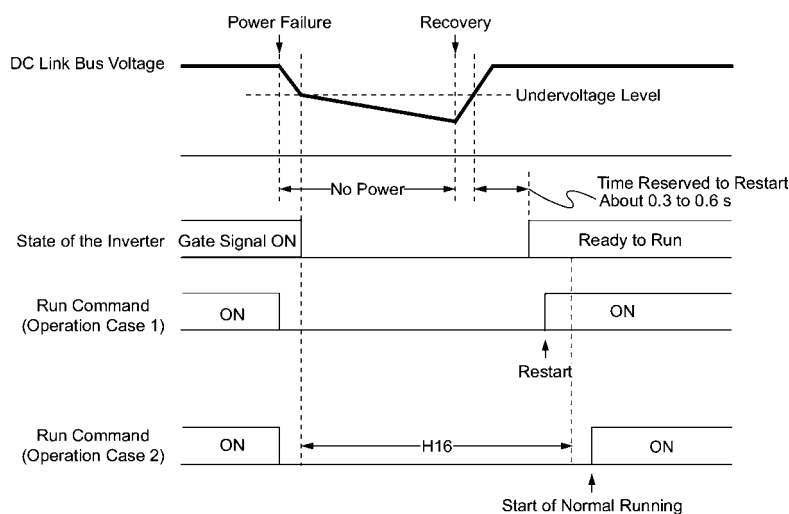 Power Failure
Recovery
DC Link Bus Voltage
Undervoltage Level
No Power
Time Reserved to Restart
About 0.3 to 0.6 s
State of the Inverter
Gate Signal ON
Ready to Run
Run Command
(Operation Case 1)
ON
ON
Restart
Run Command
(Operation Case 2)
ON
H16
ON
Start of Normal Running